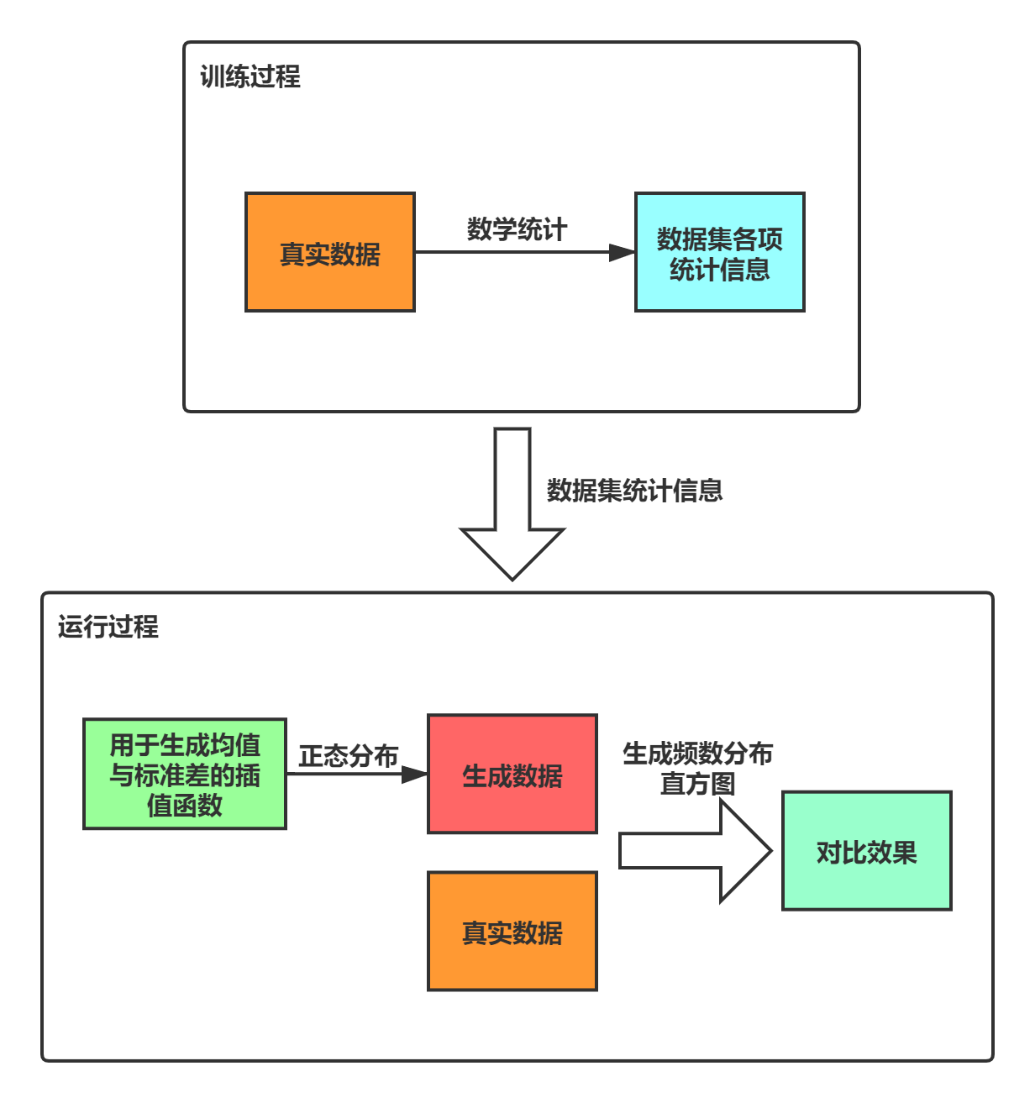 训练过程
真实数据
数学统计
数据集各项
统计信息
数据集统计信息
运行过程
用于生成均值
与标准差的插
值函数
正态分布
生成数据
真实数据
生成频数分布
直方图
对比效果